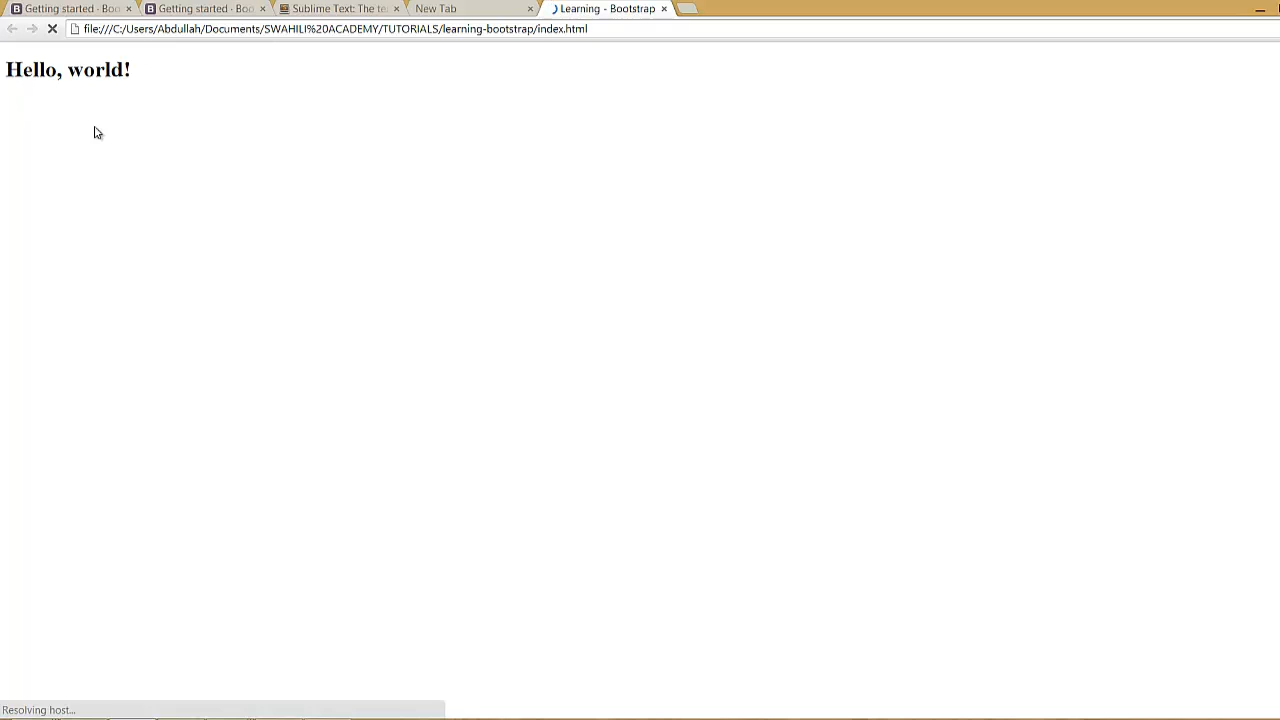 Getting started · Boo
Getting started · Boo
Sublime Text: The te
New Tab
Learning - Bootstrap
file:///C:/Users/Abdullah/Documents/SWAHILI%20ACADEMY/TUTORIALS/learning-bootstrap/index.html
Hello, world!
Resolving host...